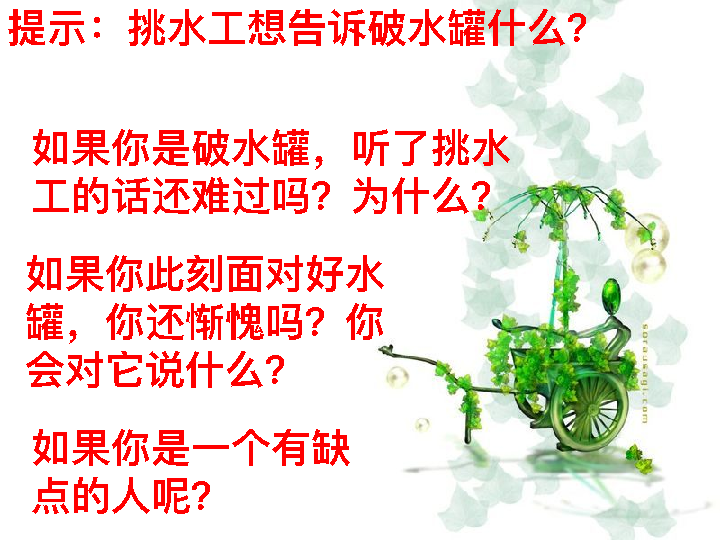 提示：挑水工想告诉破水罐什么？
如果你是破水罐，听了挑水
工的话还难过吗？为什么？
如果你此刻面对好水
罐，你还惭愧吗？你
会对它说什么？
如果你是一个有缺
点的人呢？
sorausagi.com